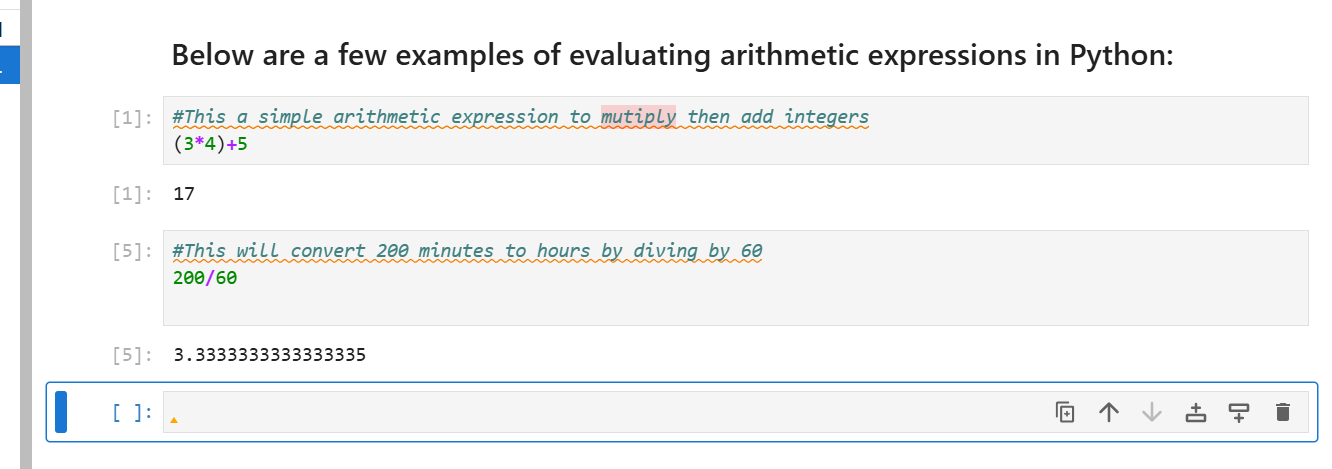 Below are a few examples of evaluating arithmetic expressions in Python:
[1]: #This a simple arithmetic expression to mutiply then add integers
(3*4)+5
[1]: 17
[5]: #This will convert 200 minutes to hours by diving by 60
200/60
[5]: 3.3333333333333335
[ ]: